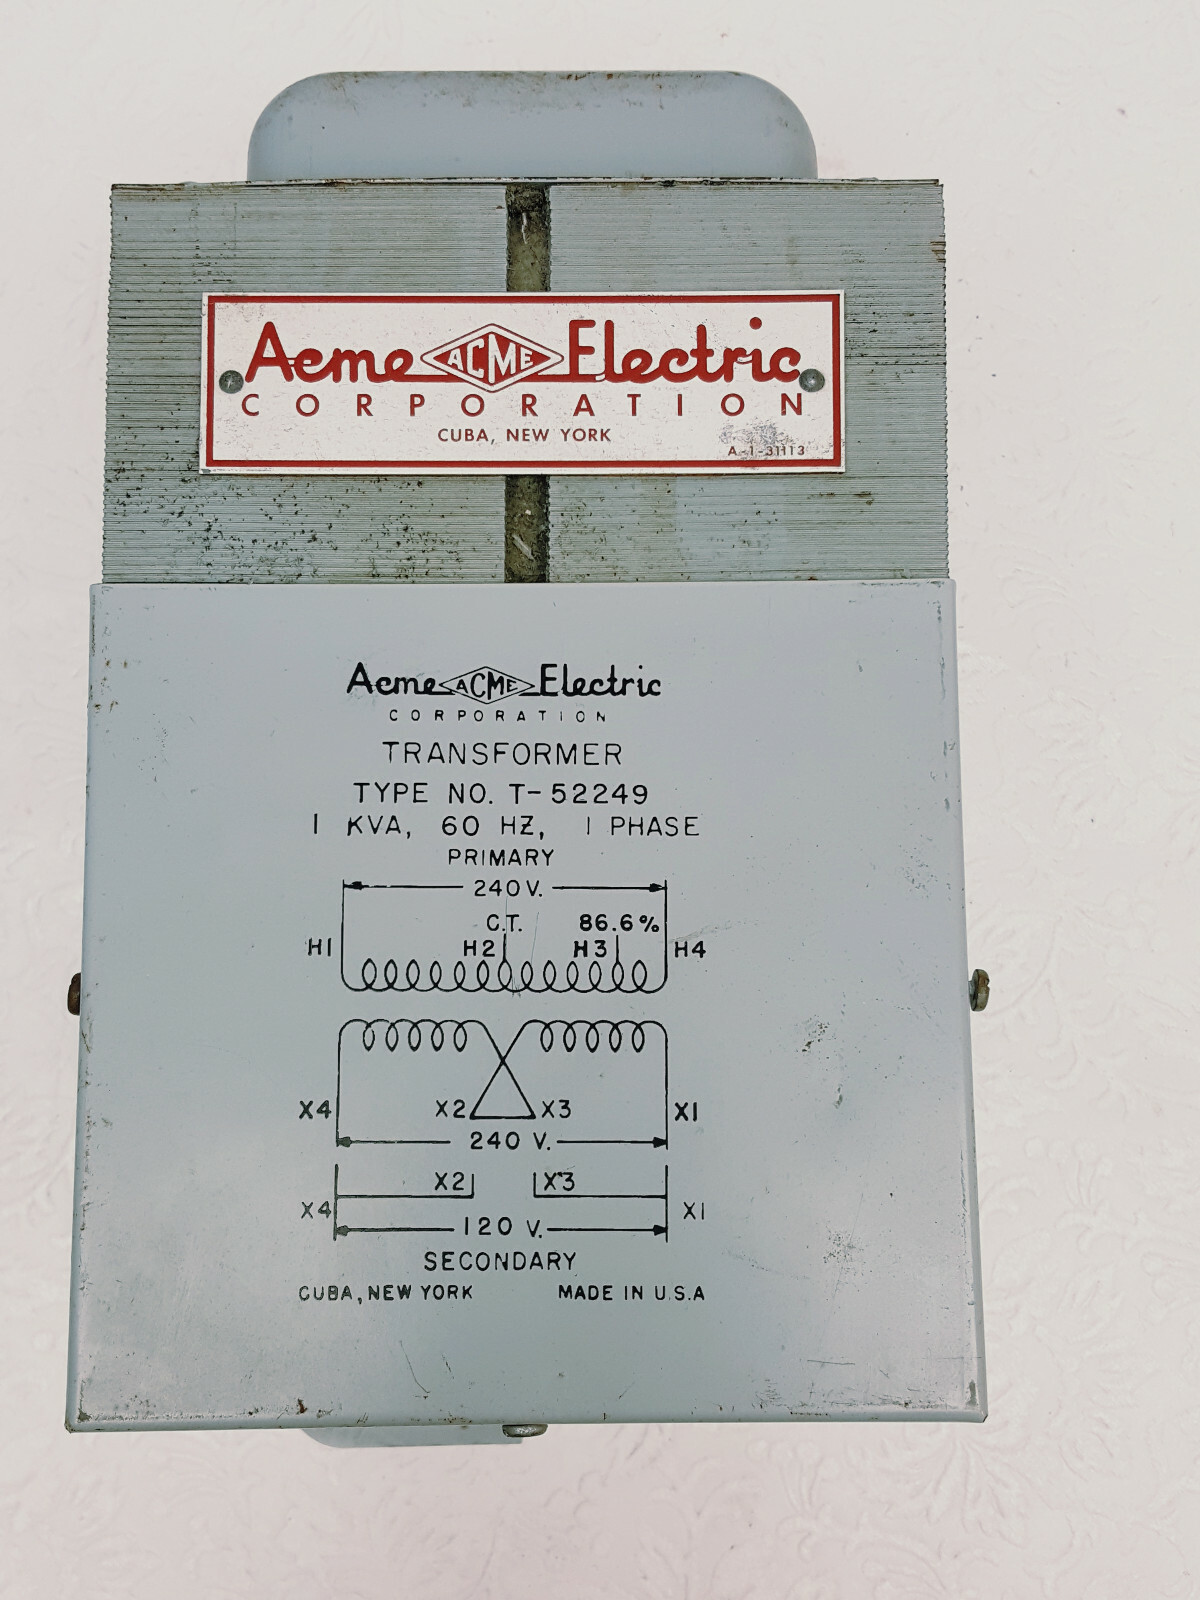 Acme ACME Electric
CORPORATION
CUBA, NEW YORK
A-1-31113
Acme ACME Electric
CORPORATION
TRANSFORMER
TYPE NO. T-52249
1 KVA, 60 HZ, 1 PHASE
PRIMARY
240 V.
C.T. 86.6%
H1 H2 H3 H4
X4 X2 X3 X1
240 V.
X2 X3
X4 X1
120 V.
SECONDARY
CUBA, NEW YORK MADE IN U.S.A